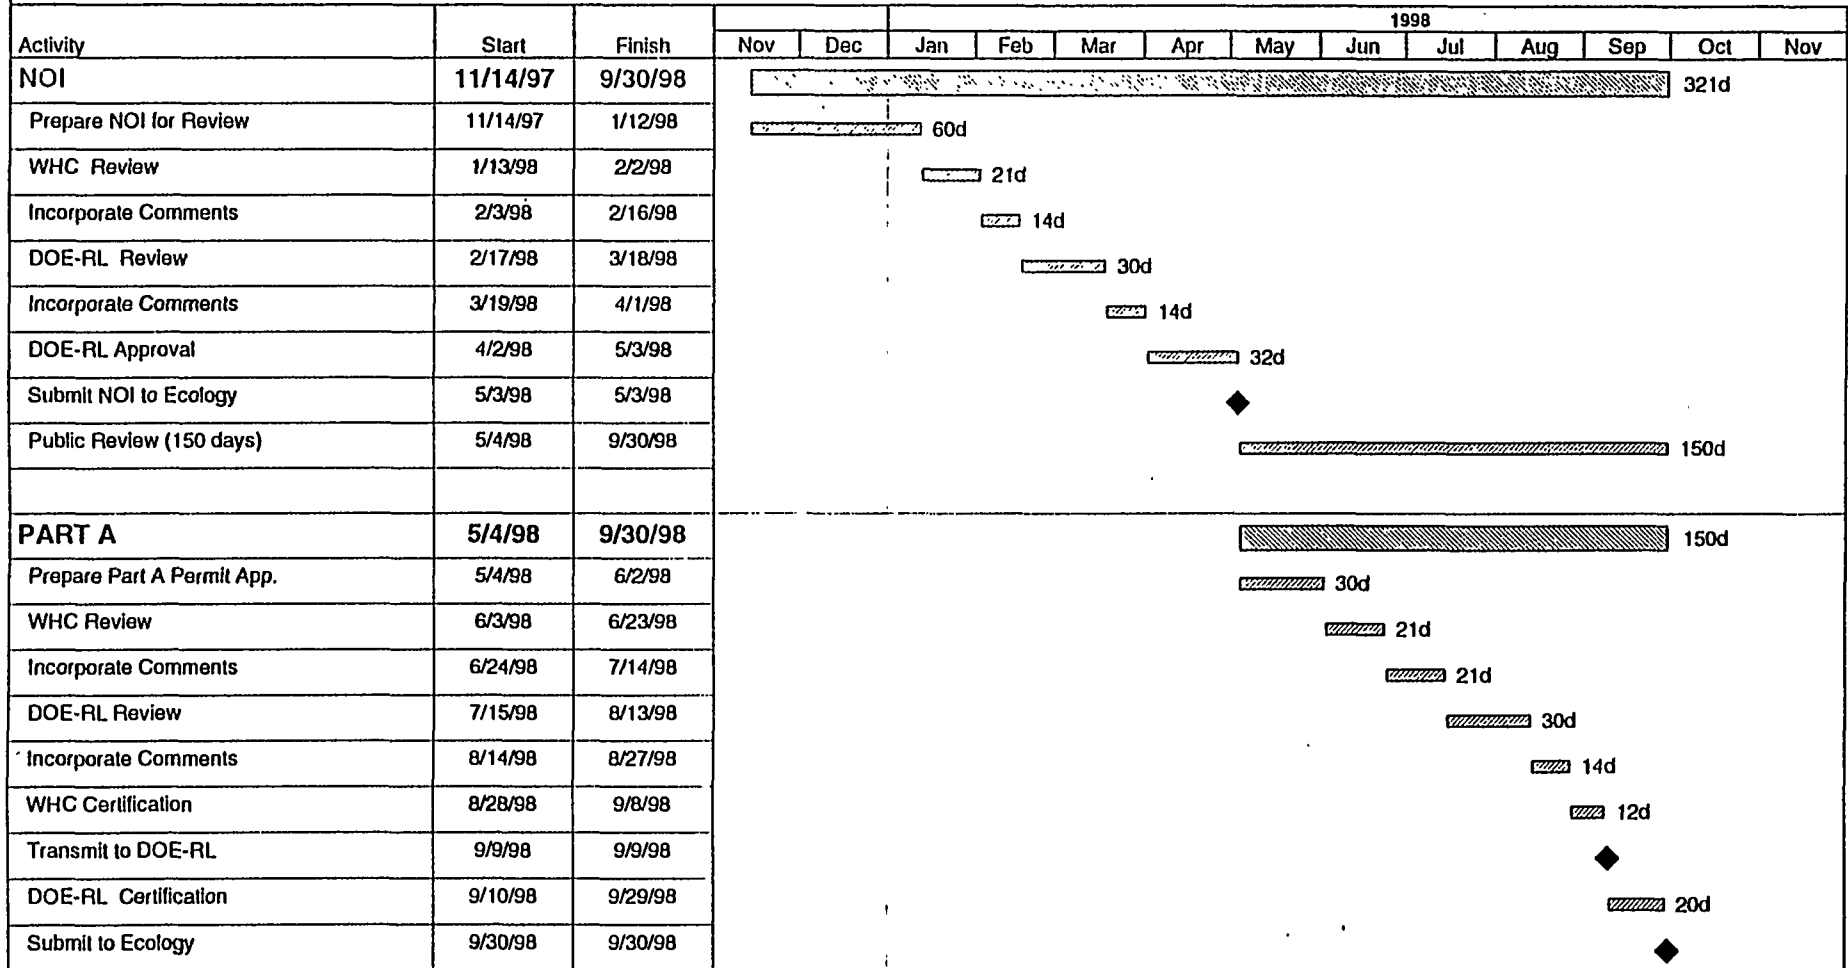 1998
Activity Start Finish Nov Dec Jan Feb Mar Apr May Jun Jul Aug Sep Oct Nov
NOI 11/14/97 9/30/98 321d
Prepare NOI for Review 11/14/97 1/12/98 60d
WHC Review 1/13/98 2/2/98 21d
Incorporate Comments 2/3/98 2/16/98 14d
DOE-RL Review 2/17/98 3/18/98 30d
Incorporate Comments 3/19/98 4/1/98 14d
DOE-RL Approval 4/2/98 5/3/98 32d
Submit NOI to Ecology 5/3/98 5/3/98
Public Review (150 days) 5/4/98 9/30/98 150d
PART A 5/4/98 9/30/98 150d
Prepare Part A Permit App. 5/4/98 6/2/98 30d
WHC Review 6/3/98 6/23/98 21d
Incorporate Comments 6/24/98 7/14/98 21d
DOE-RL Review 7/15/98 8/13/98 30d
Incorporate Comments 8/14/98 8/27/98 14d
WHC Certification 8/28/98 9/8/98 12d
Transmit to DOE-RL 9/9/98 9/9/98
DOE-RL Certification 9/10/98 9/29/98 20d
Submit to Ecology 9/30/98 9/30/98